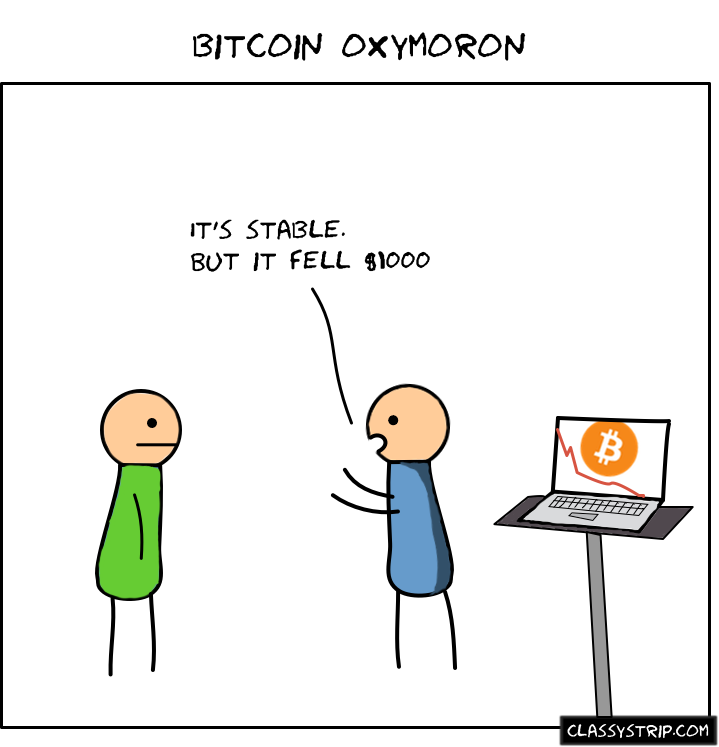 BITCOIN OXYMORON
IT'S STABLE.
BUT IT FELL $1000
₿
CLASSYSTRIP.COM